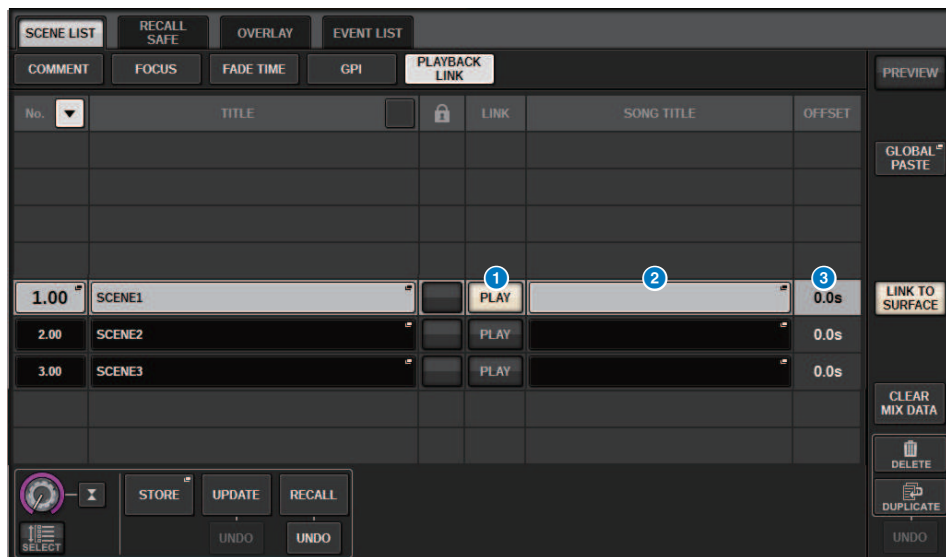 SCENE LIST
RECALL
SAFE
OVERLAY
EVENT LIST
COMMENT
FOCUS
FADE TIME
GPI
PLAYBACK
LINK
PREVIEW
No.
TITLE
LINK
SONG TITLE
OFFSET
GLOBAL
PASTE
1
2
3
1.00
SCENE1
PLAY
0.0s
LINK TO
SURFACE
2.00
SCENE2
PLAY
0.0s
3.00
SCENE3
PLAY
0.0s
CLEAR
MIX DATA
DELETE
STORE
UPDATE
RECALL
DUPLICATE
SELECT
UNDO
UNDO
UNDO